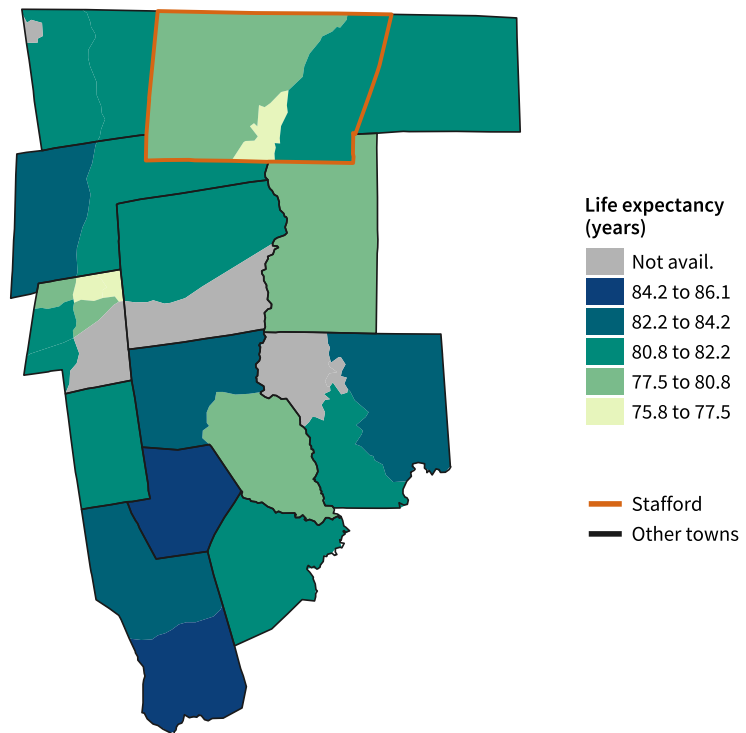 Life expectancy
(years)
Not avail.
84.2 to 86.1
82.2 to 84.2
80.8 to 82.2
77.5 to 80.8
75.8 to 77.5
Stafford
Other towns